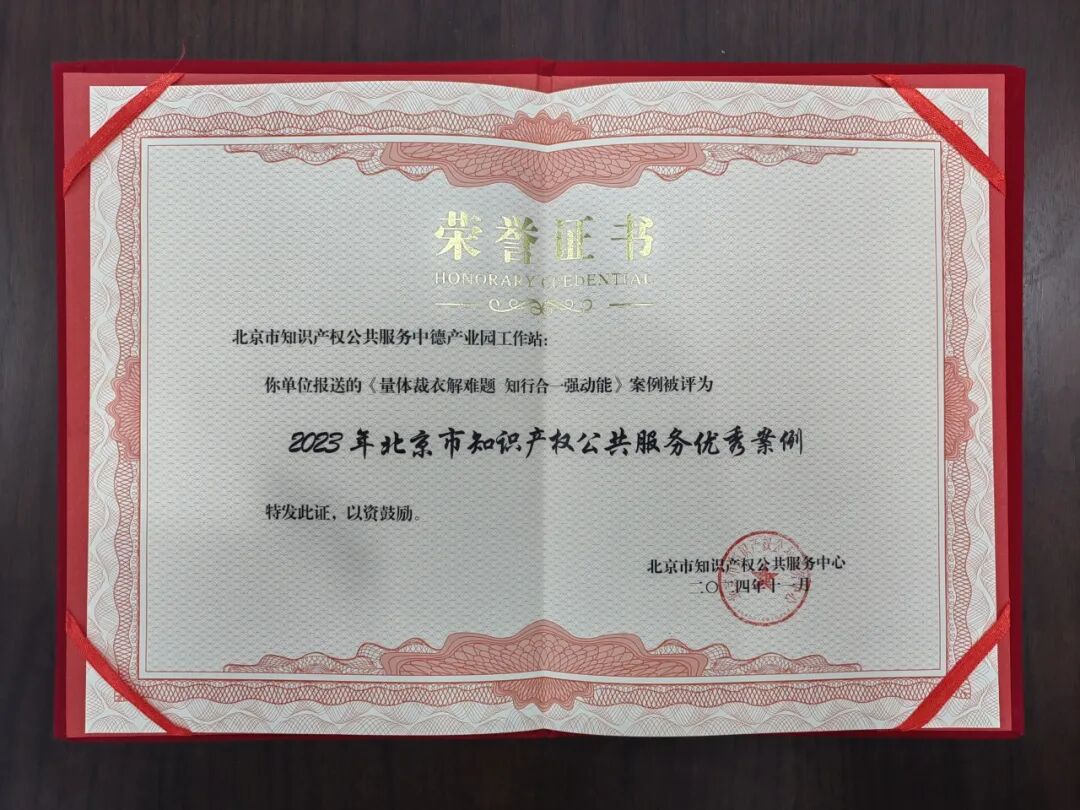 荣誉证书
HONORARY CREDENTIAL
北京市知识产权公共服务中德产业园工作站：
你单位报送的《量体裁衣解难题 知行合一强动能》案例被评为
2023年北京市知识产权公共服务优秀案例
特发此证，以资鼓励。
北京市知识产权公共服务中心
二〇二四年十一月